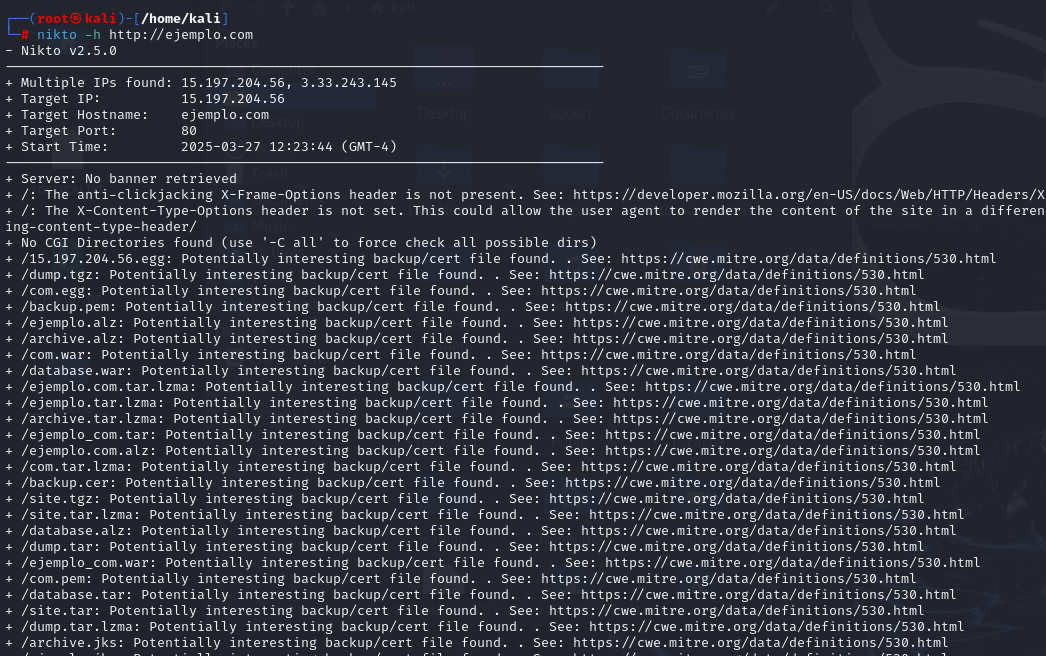 ┌──(root㉿kali)-[/home/kali]
└─# nikto -h http://ejemplo.com
- Nikto v2.5.0
---------------------------------------------------------------------------
+ Multiple IPs found: 15.197.204.56, 3.33.243.145
+ Target IP:          15.197.204.56
+ Target Hostname:    ejemplo.com
+ Target Port:        80
+ Start Time:         2025-03-27 12:23:44 (GMT-4)
---------------------------------------------------------------------------
+ Server: No banner retrieved
+ /: The anti-clickjacking X-Frame-Options header is not present. See: https://developer.mozilla.org/en-US/docs/Web/HTTP/Headers/X
+ /: The X-Content-Type-Options header is not set. This could allow the user agent to render the content of the site in a differen
ing-content-type-header/
+ No CGI Directories found (use '-C all' to force check all possible dirs)
+ /15.197.204.56.egg: Potentially interesting backup/cert file found. . See: https://cwe.mitre.org/data/definitions/530.html
+ /dump.tgz: Potentially interesting backup/cert file found. . See: https://cwe.mitre.org/data/definitions/530.html
+ /com.egg: Potentially interesting backup/cert file found. . See: https://cwe.mitre.org/data/definitions/530.html
+ /backup.pem: Potentially interesting backup/cert file found. . See: https://cwe.mitre.org/data/definitions/530.html
+ /ejemplo.alz: Potentially interesting backup/cert file found. . See: https://cwe.mitre.org/data/definitions/530.html
+ /archive.alz: Potentially interesting backup/cert file found. . See: https://cwe.mitre.org/data/definitions/530.html
+ /com.war: Potentially interesting backup/cert file found. . See: https://cwe.mitre.org/data/definitions/530.html
+ /database.war: Potentially interesting backup/cert file found. . See: https://cwe.mitre.org/data/definitions/530.html
+ /ejemplo.com.tar.lzma: Potentially interesting backup/cert file found. . See: https://cwe.mitre.org/data/definitions/530.html
+ /ejemplo.tar.lzma: Potentially interesting backup/cert file found. . See: https://cwe.mitre.org/data/definitions/530.html
+ /archive.tar.lzma: Potentially interesting backup/cert file found. . See: https://cwe.mitre.org/data/definitions/530.html
+ /ejemplo_com.tar: Potentially interesting backup/cert file found. . See: https://cwe.mitre.org/data/definitions/530.html
+ /ejemplo.com.alz: Potentially interesting backup/cert file found. . See: https://cwe.mitre.org/data/definitions/530.html
+ /com.tar.lzma: Potentially interesting backup/cert file found. . See: https://cwe.mitre.org/data/definitions/530.html
+ /backup.cer: Potentially interesting backup/cert file found. . See: https://cwe.mitre.org/data/definitions/530.html
+ /site.tgz: Potentially interesting backup/cert file found. . See: https://cwe.mitre.org/data/definitions/530.html
+ /site.tar.lzma: Potentially interesting backup/cert file found. . See: https://cwe.mitre.org/data/definitions/530.html
+ /database.alz: Potentially interesting backup/cert file found. . See: https://cwe.mitre.org/data/definitions/530.html
+ /dump.tar: Potentially interesting backup/cert file found. . See: https://cwe.mitre.org/data/definitions/530.html
+ /ejemplo_com.war: Potentially interesting backup/cert file found. . See: https://cwe.mitre.org/data/definitions/530.html
+ /com.pem: Potentially interesting backup/cert file found. . See: https://cwe.mitre.org/data/definitions/530.html
+ /database.tar: Potentially interesting backup/cert file found. . See: https://cwe.mitre.org/data/definitions/530.html
+ /site.tar: Potentially interesting backup/cert file found. . See: https://cwe.mitre.org/data/definitions/530.html
+ /dump.tar.lzma: Potentially interesting backup/cert file found. . See: https://cwe.mitre.org/data/definitions/530.html
+ /archive.jks: Potentially interesting backup/cert file found. . See: https://cwe.mitre.org/data/definitions/530.html